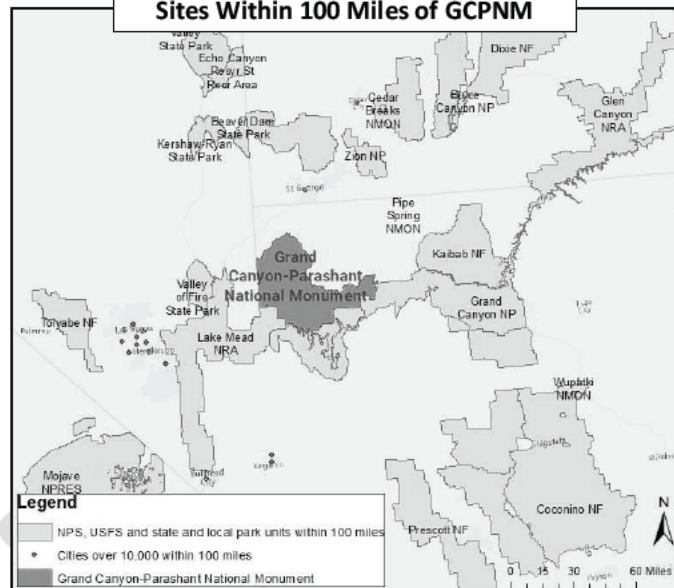 Sites Within 100 Miles of GCPNM
Valley
State Park
Echo Canyon
Resvr St
Recr Area
Dixie NF
Cedar
Breaks
NMON
Bryce
Canyon NP
Glen
Canyon
NRA
Beaver Dam
State Park
Kershaw-Ryan
State Park
Zion NP
St George
Pipe
Spring
NMON
Kaibab NF
Grand
Canyon-Parashant
National Monument
Valley
of Fire
State Park
Grand
Canyon NP
Toiyabe NF
Pahrump
Las Vegas
Henderson
Lake Mead
NRA
Wupatki
NMON
Flagstaff
Mojave
NPRES
Bullhead
City
Kingman
Coconino NF
Prescott NF
Legend
NPS, USFS and state and local park units within 100 miles
Cities over 10,000 within 100 miles
Grand Canyon-Parashant National Monument
N
0 15 30 60 Miles